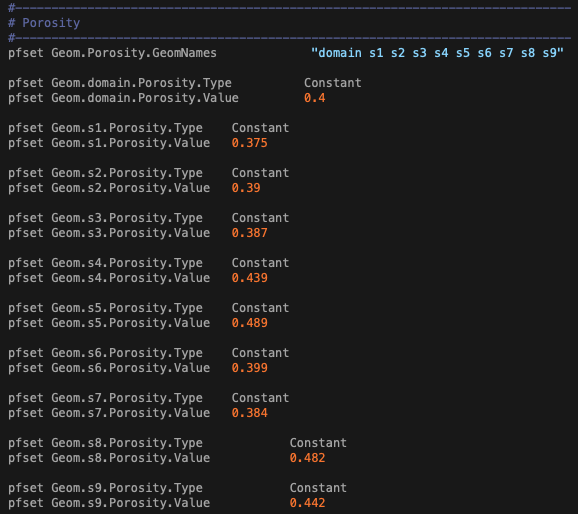 #-----------------------------------------------------------------------------
# Porosity
#-----------------------------------------------------------------------------
pfset Geom.Porosity.GeomNames             "domain s1 s2 s3 s4 s5 s6 s7 s8 s9"
pfset Geom.domain.Porosity.Type          Constant
pfset Geom.domain.Porosity.Value         0.4
pfset Geom.s1.Porosity.Type    Constant
pfset Geom.s1.Porosity.Value   0.375
pfset Geom.s2.Porosity.Type    Constant
pfset Geom.s2.Porosity.Value   0.39
pfset Geom.s3.Porosity.Type    Constant
pfset Geom.s3.Porosity.Value   0.387
pfset Geom.s4.Porosity.Type    Constant
pfset Geom.s4.Porosity.Value   0.439
pfset Geom.s5.Porosity.Type    Constant
pfset Geom.s5.Porosity.Value   0.489
pfset Geom.s6.Porosity.Type    Constant
pfset Geom.s6.Porosity.Value   0.399
pfset Geom.s7.Porosity.Type    Constant
pfset Geom.s7.Porosity.Value   0.384
pfset Geom.s8.Porosity.Type            Constant
pfset Geom.s8.Porosity.Value           0.482
pfset Geom.s9.Porosity.Type            Constant
pfset Geom.s9.Porosity.Value           0.442